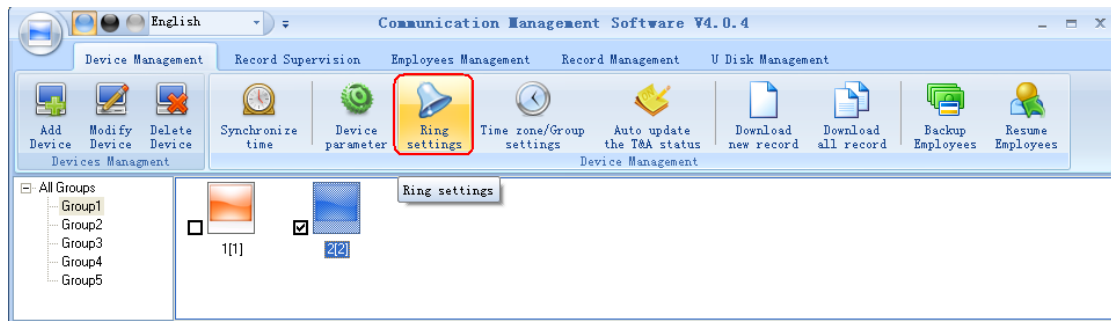 English
Communication Management Software V4.0.4
Device Management Record Supervision Employees Management Record Management U Disk Management
Add Device
Modify Device
Delete Device
Synchronize time
Device parameter
Ring settings
Time zone/Group settings
Auto update the T&A status
Download new record
Download all record
Backup Employees
Resume Employees
Devices Managment
Device Management
Ring settings
All Groups
Group1
Group2
Group3
Group4
Group5
1[1]
2[2]